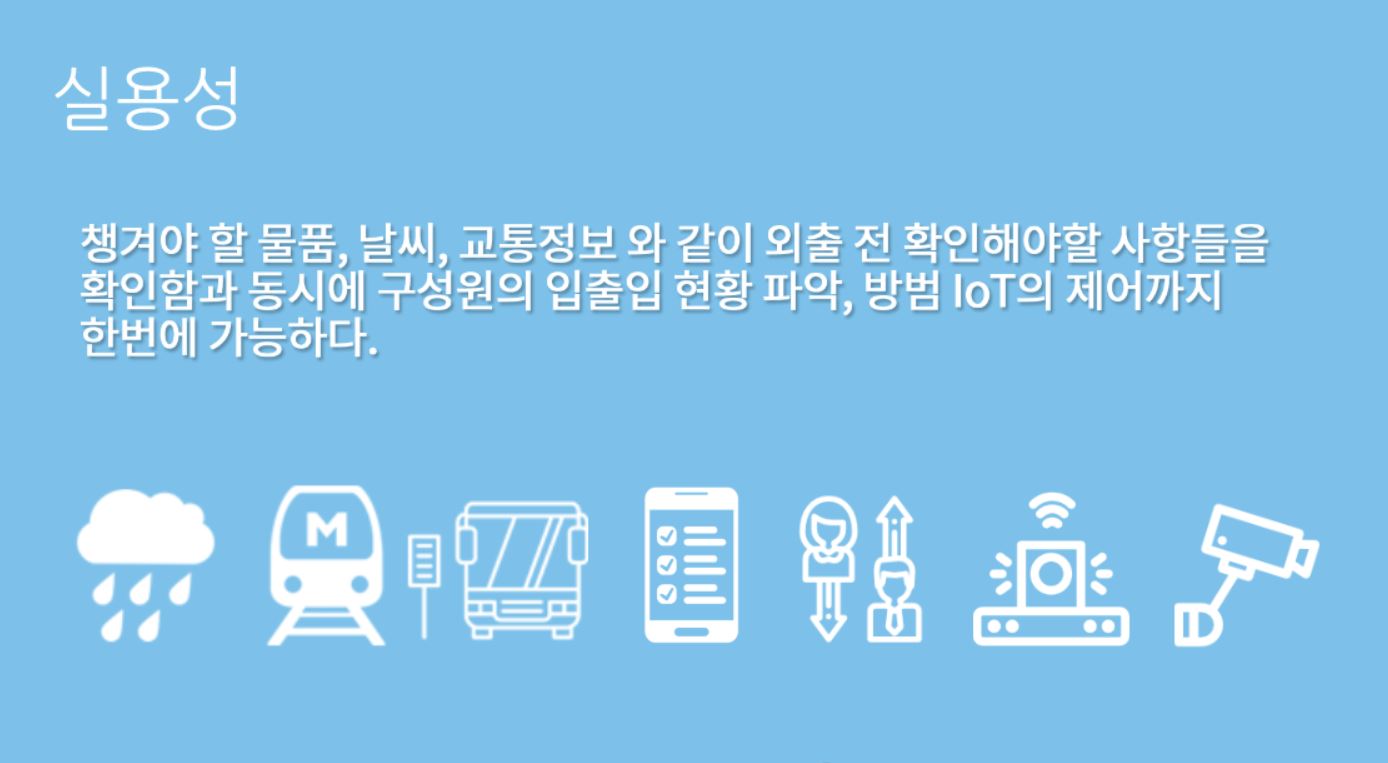 실용성
챙겨야 할 물품, 날씨, 교통정보 와 같이 외출 전 확인해야할 사항들을
확인함과 동시에 구성원의 입출입 현황 파악, 방범 IoT의 제어까지
한번에 가능하다.
M